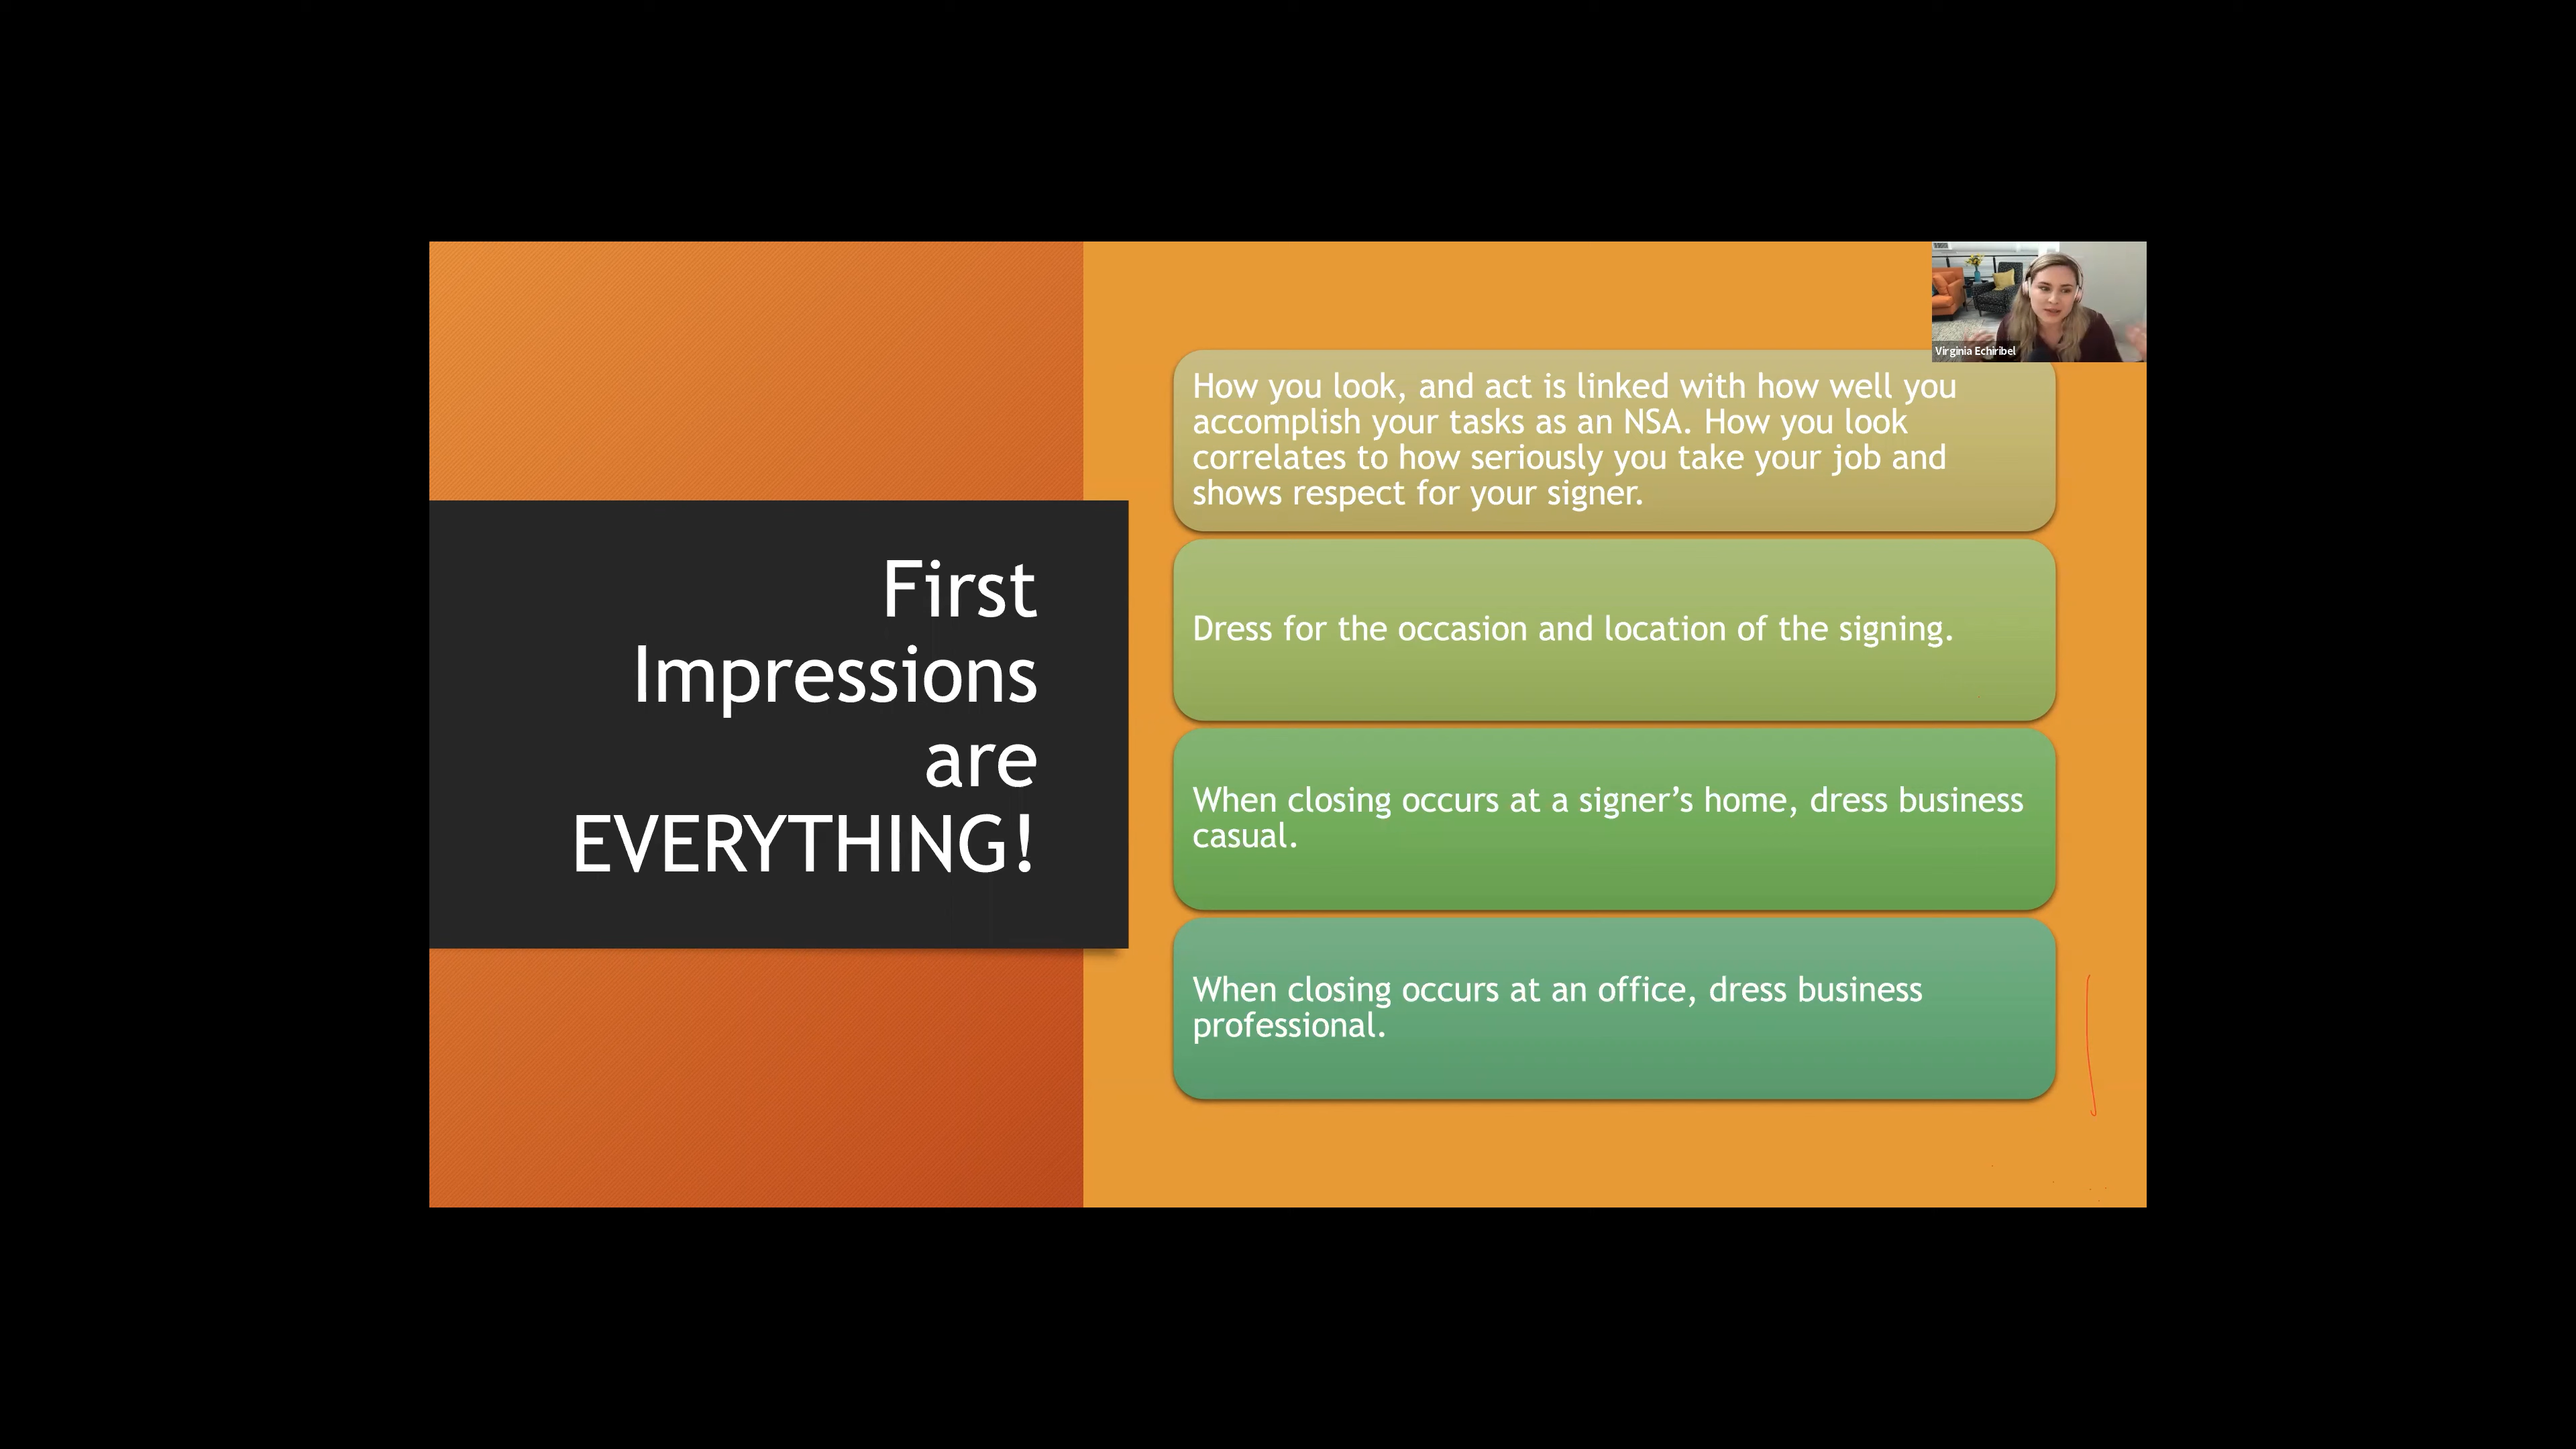 First
Impressions
are
EVERYTHING!
Virginia Echiribel
How you look, and act is linked with how well you
accomplish your tasks as an NSA. How you look
correlates to how seriously you take your job and
shows respect for your signer.
Dress for the occasion and location of the signing.
When closing occurs at a signer’s home, dress business
casual.
When closing occurs at an office, dress business
professional.